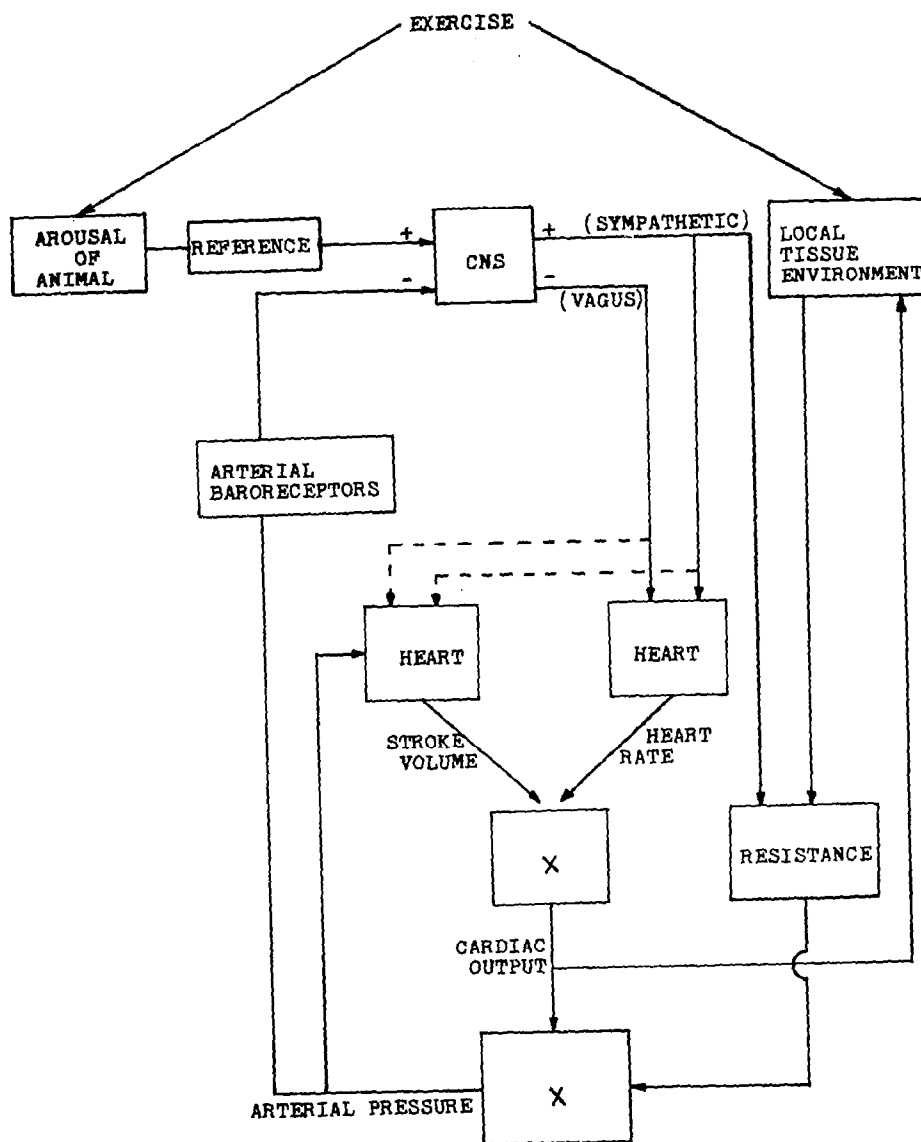 EXERCISE
AROUSAL
OF
ANIMAL
REFERENCE
+
-
CNS
+
-
(SYMPATHETIC)
(VAGUS)
LOCAL
TISSUE
ENVIRONMENT
ARTERIAL
BARORECEPTORS
HEART
HEART
STROKE
VOLUME
HEART
RATE
X
RESISTANCE
CARDIAC
OUTPUT
X
ARTERIAL PRESSURE